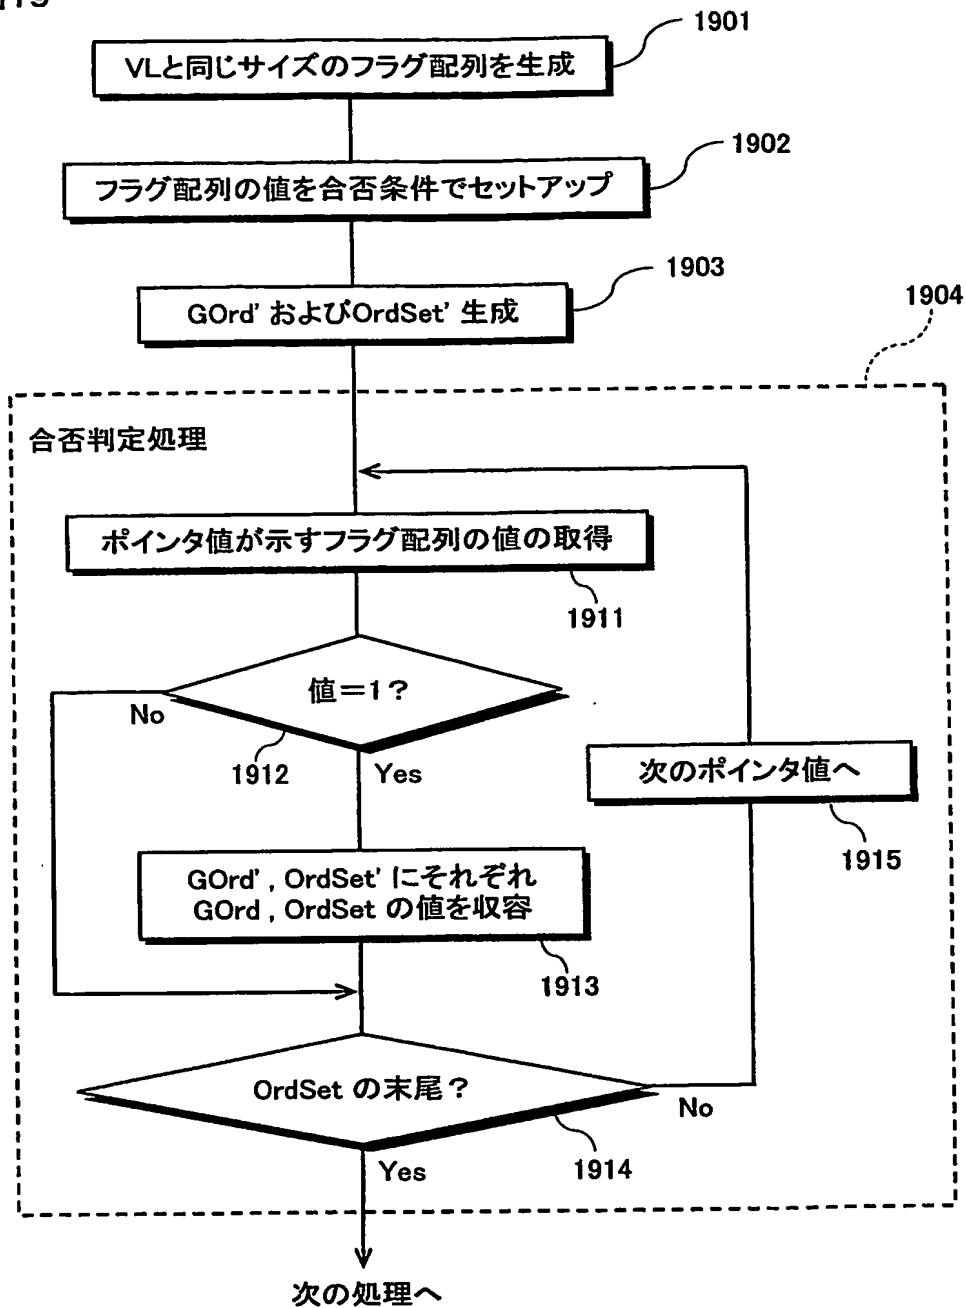 1901
VLと同じサイズのフラグ配列を生成
1902
フラグ配列の値を合否条件でセットアップ
1903
GOrd' およびOrdSet' 生成
1904
合否判定処理
ポインタ値が示すフラグ配列の値の取得
1911
値=1?
No
1912
Yes
次のポインタ値へ
1915
GOrd' , OrdSet' にそれぞれ
GOrd , OrdSet の値を収容
1913
OrdSet の末尾?
No
1914
Yes
次の処理へ